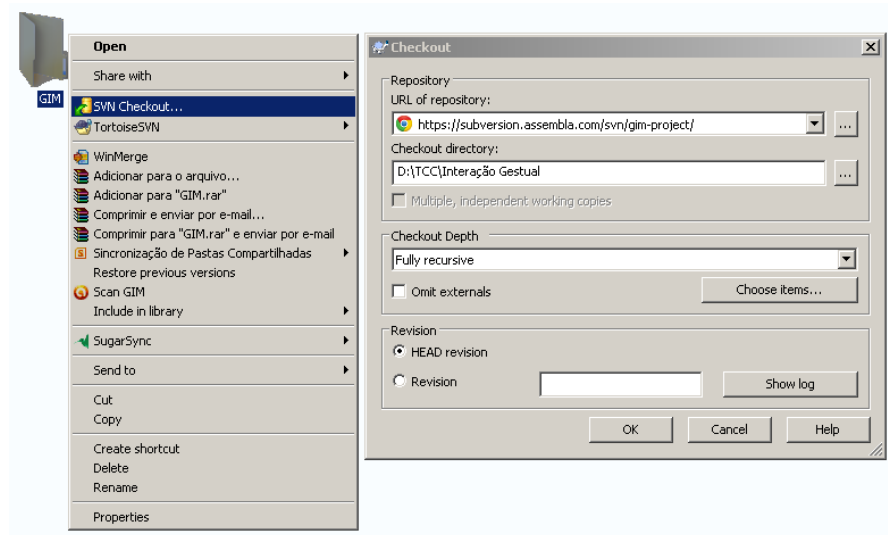 GIM
Open
Share with
SVN Checkout...
TortoiseSVN
WinMerge
Adicionar para o arquivo...
Adicionar para "GIM.rar"
Comprimir e enviar por e-mail...
Comprimir para "GIM.rar" e enviar por e-mail
Sincronização de Pastas Compartilhadas
Restore previous versions
Scan GIM
Include in library
SugarSync
Send to
Cut
Copy
Create shortcut
Delete
Rename
Properties
Checkout
Repository
URL of repository:
https://subversion.assembla.com/svn/gim-project/
...
Checkout directory:
D:\TCC\Interação Gestual
...
Multiple, independent working copies
Checkout Depth
Fully recursive
Omit externals
Choose items...
Revision
HEAD revision
Revision
Show log
OK
Cancel
Help